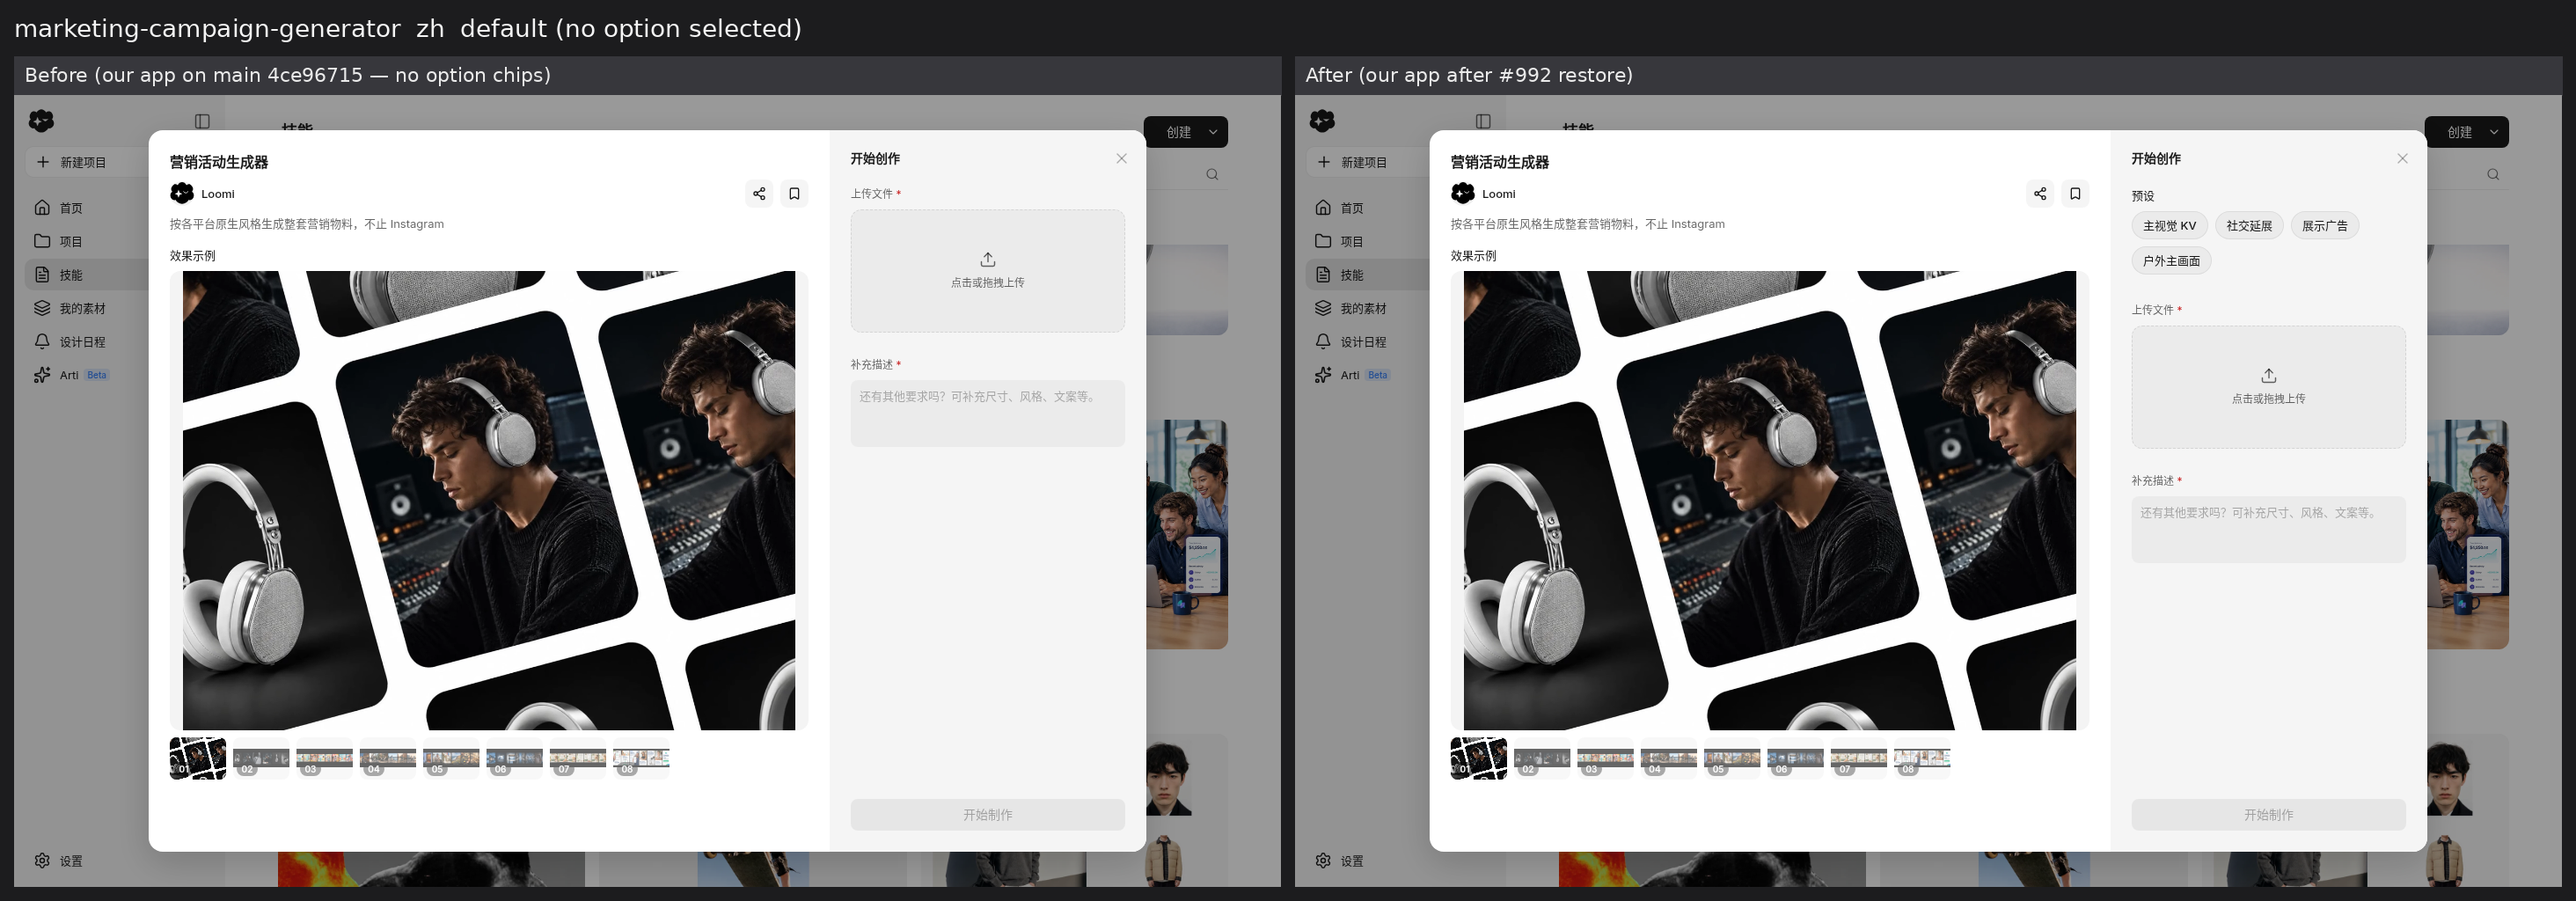 marketing-campaign-generator  zh  default (no option selected)
Before (our app on main 4ce96715 — no option chips)
技能
创建
新建项目
首页
项目
技能
我的素材
设计日程
Arti Beta
设置
营销活动生成器
Loomi
按各平台原生风格生成整套营销物料，不止 Instagram
效果示例
01
02
03
04
05
06
07
08
开始创作
上传文件 *
点击或拖拽上传
补充描述 *
还有其他要求吗？可补充尺寸、风格、文案等。
开始制作
After (our app after #992 restore)
技能
创建
新建项目
首页
项目
技能
我的素材
设计日程
Arti Beta
设置
营销活动生成器
Loomi
按各平台原生风格生成整套营销物料，不止 Instagram
效果示例
01
02
03
04
05
06
07
08
开始创作
预设
主视觉 KV
社交延展
展示广告
户外主画面
上传文件 *
点击或拖拽上传
补充描述 *
还有其他要求吗？可补充尺寸、风格、文案等。
开始制作